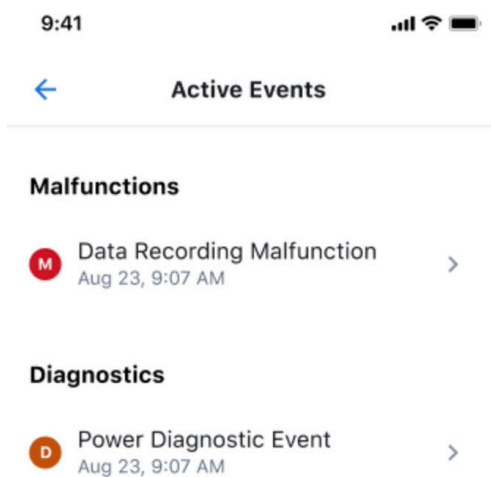 9:41
Active Events
Malfunctions
M
Data Recording Malfunction
Aug 23, 9:07 AM
Diagnostics
D
Power Diagnostic Event
Aug 23, 9:07 AM